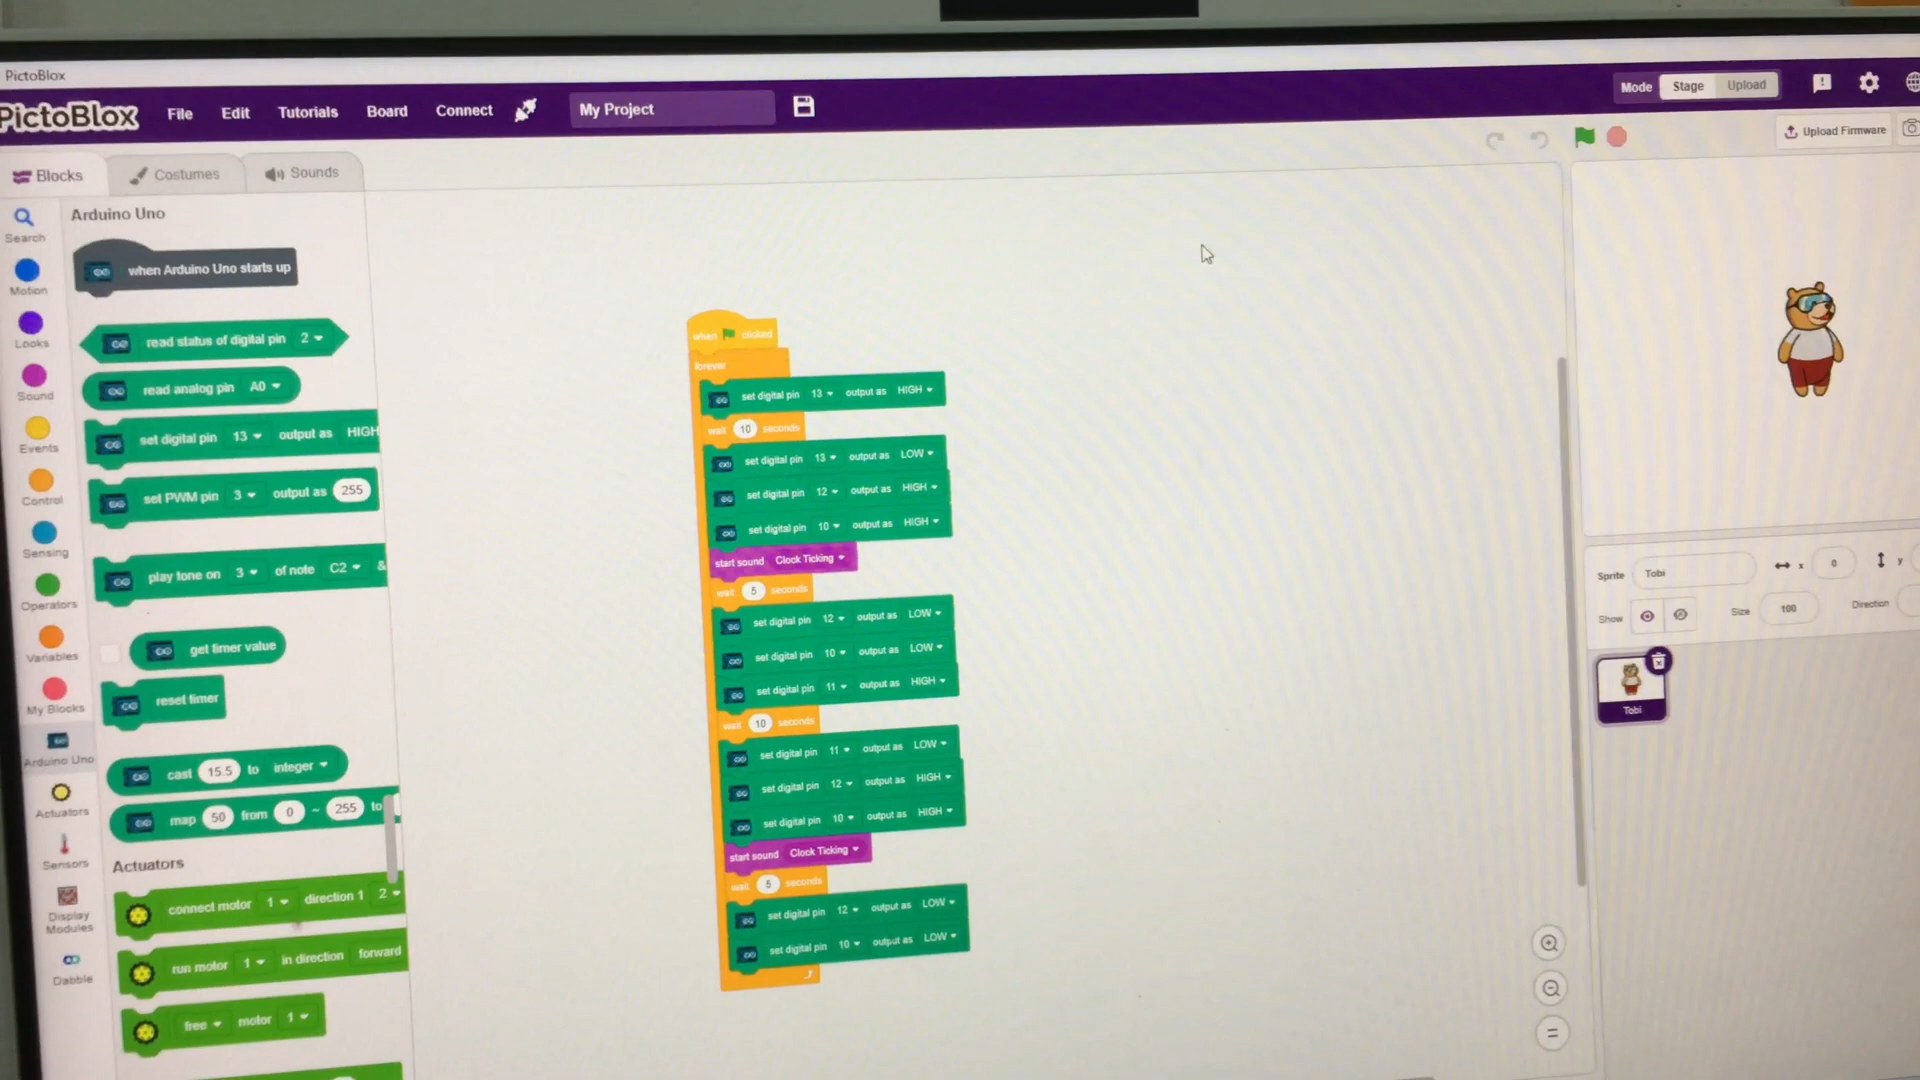 PictoBlox
PictoBlox File Edit Tutorials Board Connect My Project Mode Stage Upload
Upload Firmware
Blocks Costumes Sounds
Search
Motion
Looks
Sound
Events
Control
Sensing
Operators
Variables
My Blocks
Arduino Uno
Actuators
Sensors
Display
Modules
Dabble
Arduino Uno
when Arduino Uno starts up
read status of digital pin 2
read analog pin A0
set digital pin 13 output as HIGH
set PWM pin 3 output as 255
play tone on 3 of note C2 &
get timer value
reset timer
cast 15.5 to integer
map 50 from 0 ~ 255 to
Actuators
connect motor 1 direction 1 2
run motor 1 in direction forward
free motor 1
when clicked
forever
set digital pin 13 output as HIGH
wait 10 seconds
set digital pin 13 output as LOW
set digital pin 12 output as HIGH
set digital pin 10 output as HIGH
start sound Clock Ticking
wait 5 seconds
set digital pin 12 output as LOW
set digital pin 10 output as LOW
set digital pin 11 output as HIGH
wait 10 seconds
set digital pin 11 output as LOW
set digital pin 12 output as HIGH
set digital pin 10 output as HIGH
start sound Clock Ticking
wait 5 seconds
set digital pin 12 output as LOW
set digital pin 10 output as LOW
Sprite Tobi x 0 y
Show Size 100 Direction
Tobi